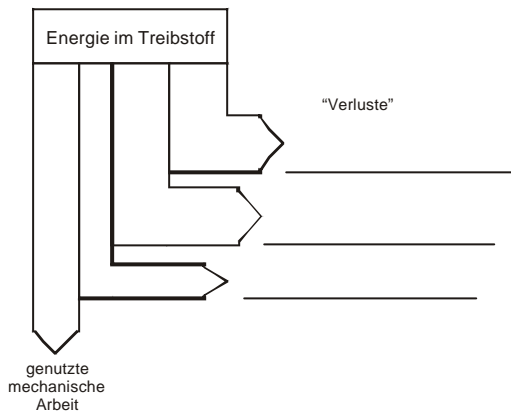 Energie im Treibstoff
“Verluste”
genutzte
mechanische
Arbeit